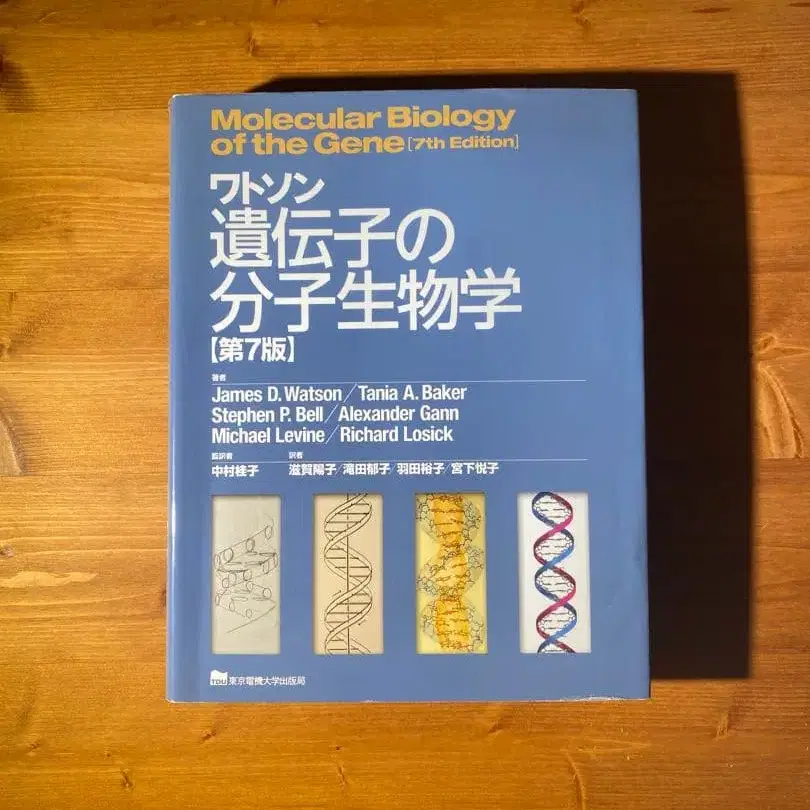 Molecular Biology
of the Gene [7th Edition]
ワトソン
遺伝子の
分子生物学
【第7版】
著者
James D. Watson/Tania A. Baker
Stephen P. Bell/Alexander Gann
Michael Levine/Richard Losick
監訳者 訳者
中村桂子 滋賀陽子/滝田郁子/羽田裕子/宮下悦子
TDU 東京電機大学出版局